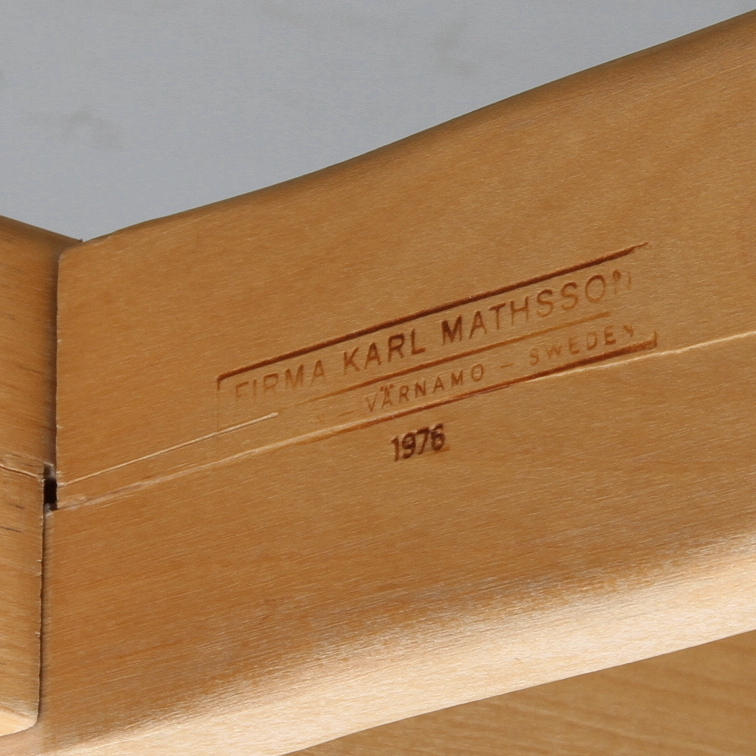 FIRMA KARL MATHSSON
– VÄRNAMO – SWEDEN
1976